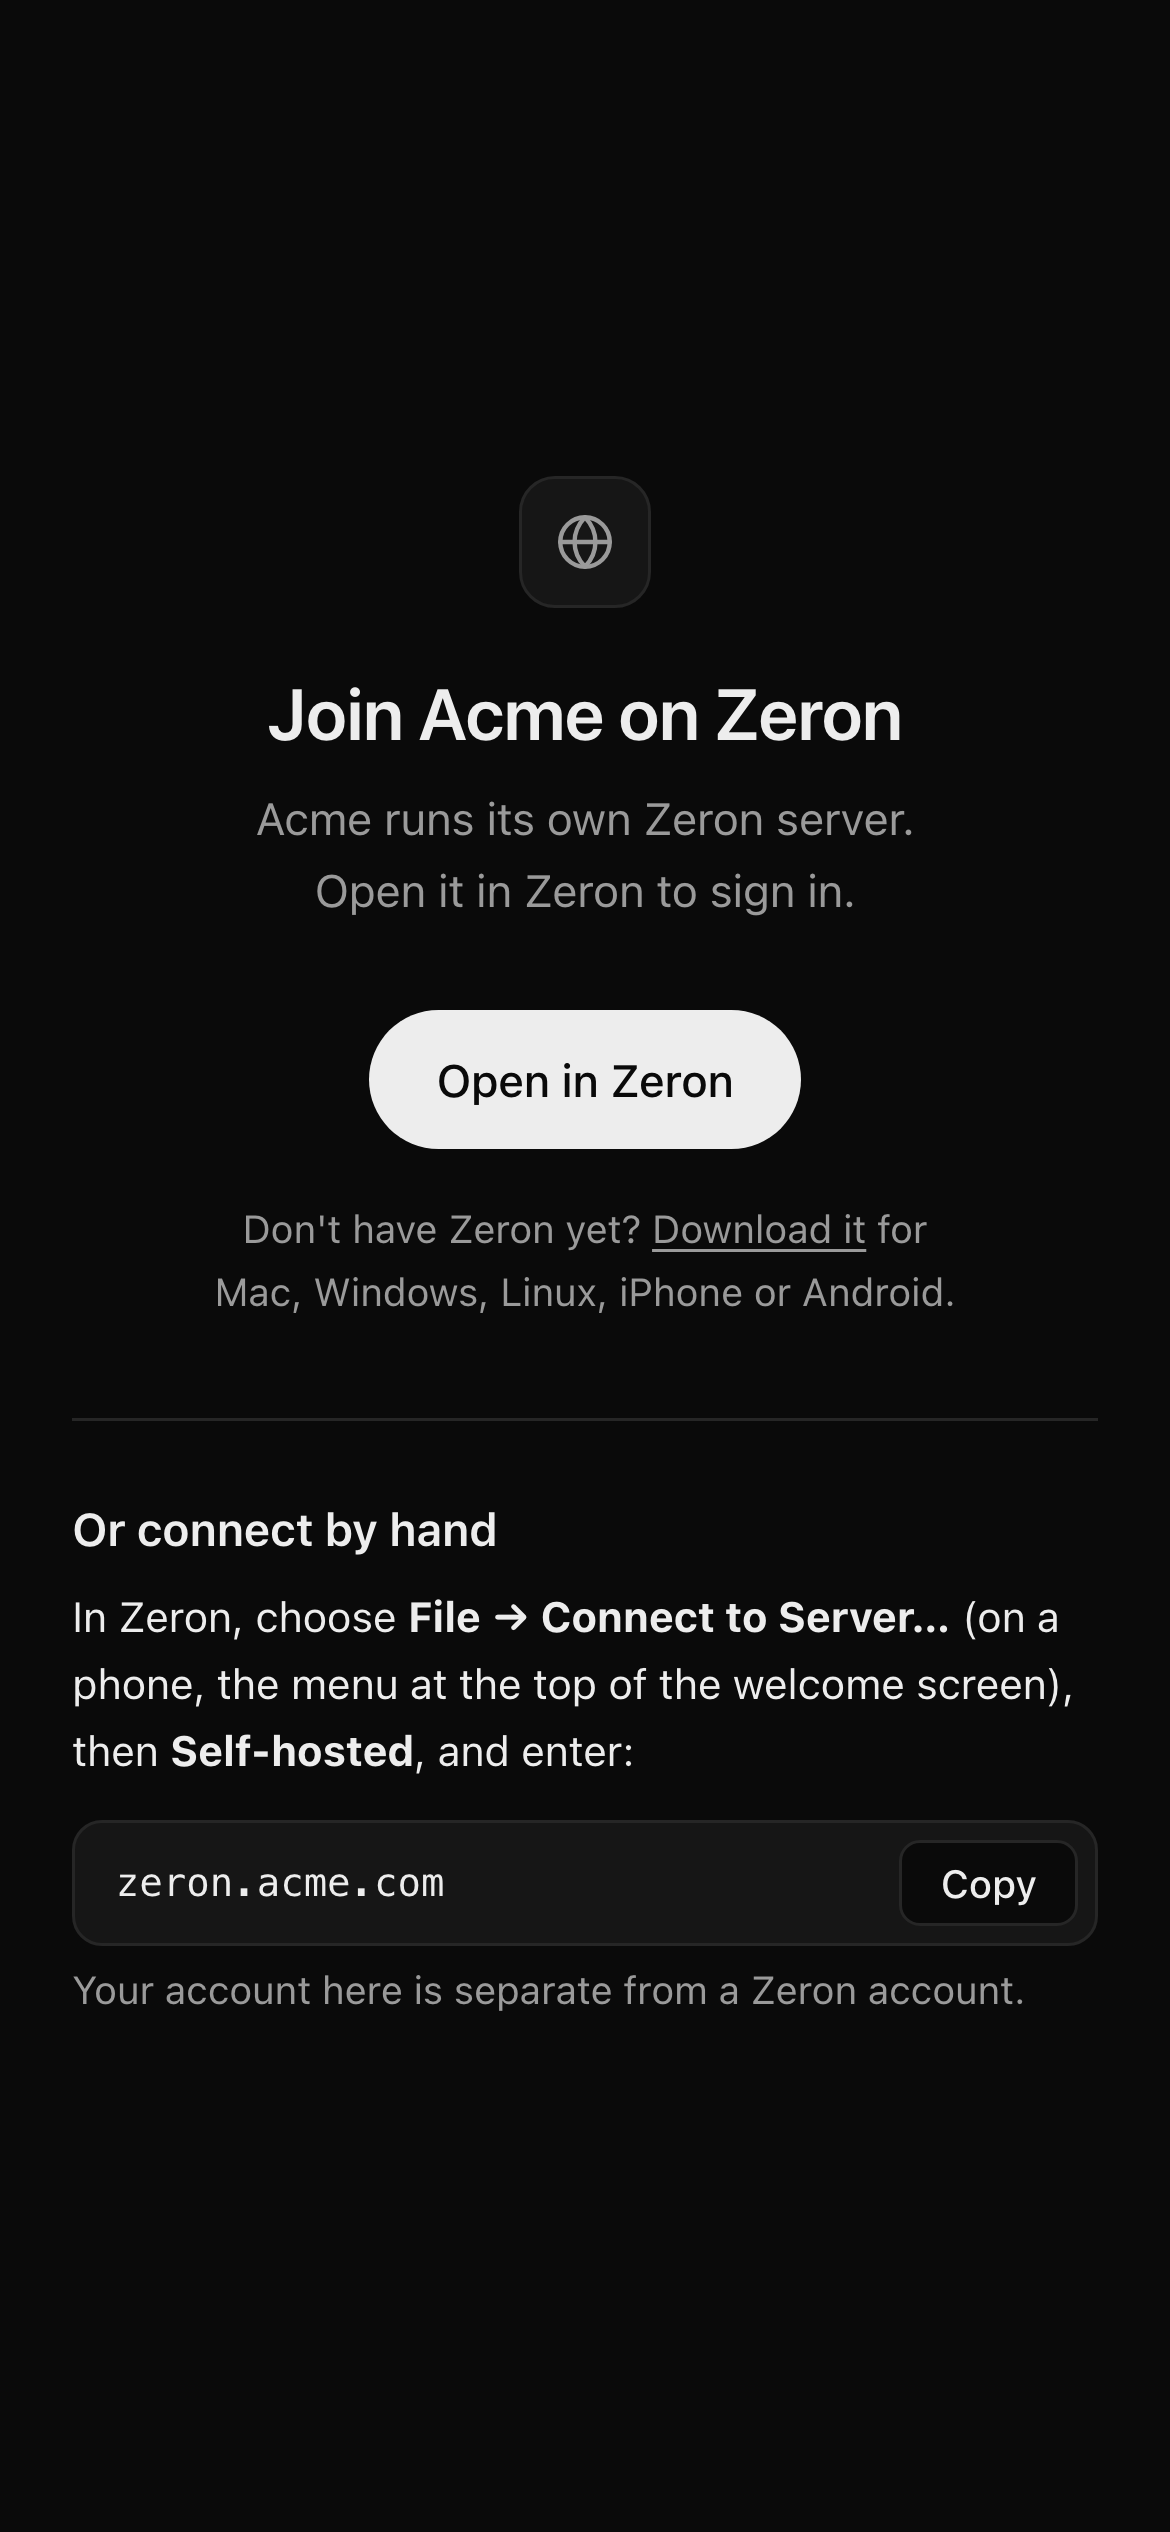 Join Acme on Zeron
Acme runs its own Zeron server.
Open it in Zeron to sign in.
Open in Zeron
Don't have Zeron yet? Download it for
Mac, Windows, Linux, iPhone or Android.
Or connect by hand
In Zeron, choose File → Connect to Server... (on a
phone, the menu at the top of the welcome screen),
then Self-hosted, and enter:
zeron.acme.com
Copy
Your account here is separate from a Zeron account.